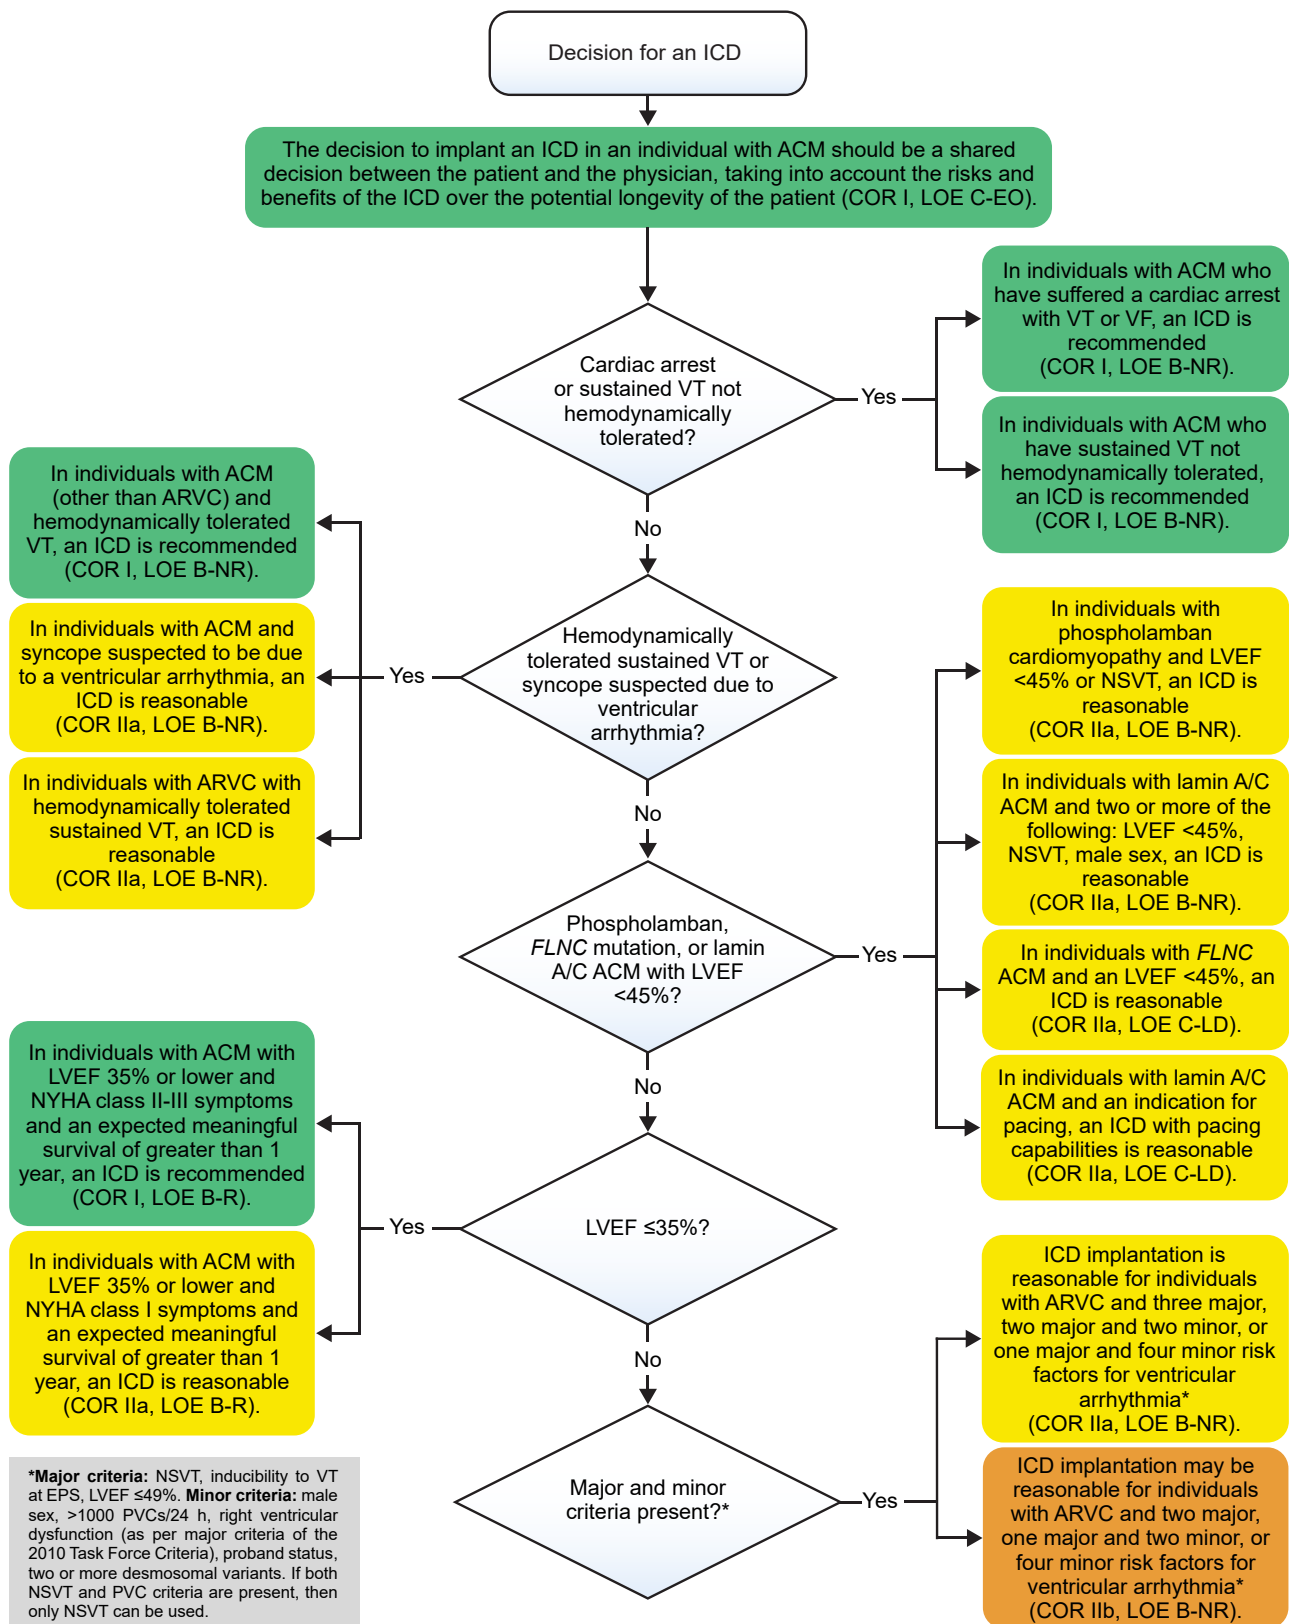 Decision for an ICD
The decision to implant an ICD in an individual with ACM should be a shared
decision between the patient and the physician, taking into account the risks and
benefits of the ICD over the potential longevity of the patient (COR I, LOE C-EO).
Cardiac arrest
or sustained VT not
hemodynamically
tolerated?
Yes
In individuals with ACM who
have suffered a cardiac arrest
with VT or VF, an ICD is
recommended
(COR I, LOE B-NR).
In individuals with ACM who
have sustained VT not
hemodynamically tolerated,
an ICD is recommended
(COR I, LOE B-NR).
No
Hemodynamically
tolerated sustained VT or
syncope suspected due to
ventricular
arrhythmia?
Yes
In individuals with ACM
(other than ARVC) and
hemodynamically tolerated
VT, an ICD is recommended
(COR I, LOE B-NR).
In individuals with ACM and
syncope suspected to be due
to a ventricular arrhythmia, an
ICD is reasonable
(COR IIa, LOE B-NR).
In individuals with ARVC with
hemodynamically tolerated
sustained VT, an ICD is
reasonable
(COR IIa, LOE B-NR).
No
Phospholamban,
FLNC mutation, or lamin
A/C ACM with LVEF
<45%?
Yes
In individuals with
phospholamban
cardiomyopathy and LVEF
<45% or NSVT, an ICD is
reasonable
(COR IIa, LOE B-NR).
In individuals with lamin A/C
ACM and two or more of the
following: LVEF <45%,
NSVT, male sex, an ICD is
reasonable
(COR IIa, LOE B-NR).
In individuals with FLNC
ACM and an LVEF <45%, an
ICD is reasonable
(COR IIa, LOE C-LD).
In individuals with lamin A/C
ACM and an indication for
pacing, an ICD with pacing
capabilities is reasonable
(COR IIa, LOE C-LD).
No
LVEF ≤35%?
Yes
In individuals with ACM with
LVEF 35% or lower and
NYHA class II-III symptoms
and an expected meaningful
survival of greater than 1
year, an ICD is recommended
(COR I, LOE B-R).
In individuals with ACM with
LVEF 35% or lower and
NYHA class I symptoms and
an expected meaningful
survival of greater than 1
year, an ICD is reasonable
(COR IIa, LOE B-R).
No
Major and minor
criteria present?*
Yes
ICD implantation is
reasonable for individuals
with ARVC and three major,
two major and two minor, or
one major and four minor risk
factors for ventricular
arrhythmia*
(COR IIa, LOE B-NR).
ICD implantation may be
reasonable for individuals
with ARVC and two major,
one major and two minor, or
four minor risk factors for
ventricular arrhythmia*
(COR IIb, LOE B-NR).
*Major criteria: NSVT, inducibility to VT
at EPS, LVEF ≤49%. Minor criteria: male
sex, >1000 PVCs/24 h, right ventricular
dysfunction (as per major criteria of the
2010 Task Force Criteria), proband status,
two or more desmosomal variants. If both
NSVT and PVC criteria are present, then
only NSVT can be used.